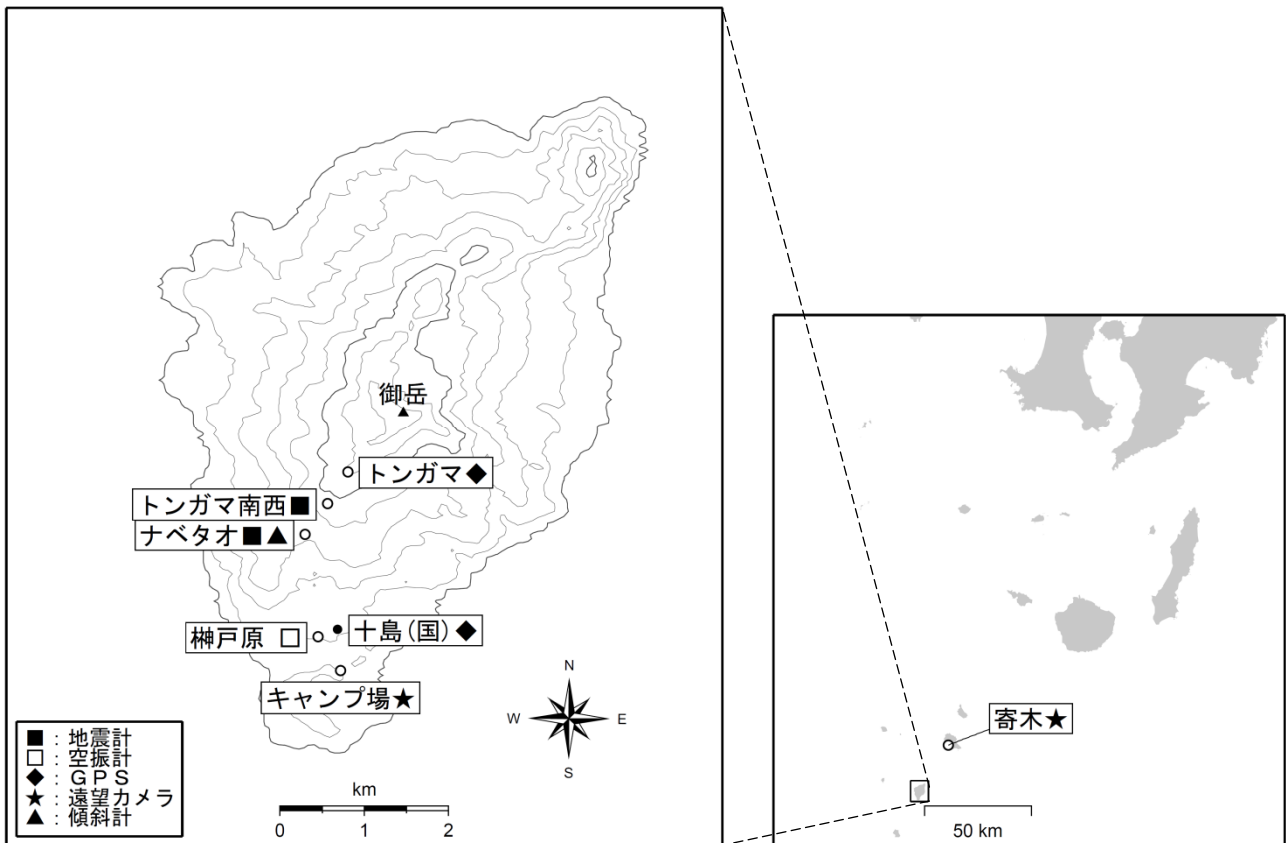 御岳
トンガマ◆
トンガマ南西■
ナベタオ■▲
榊戸原 □
十島(国)◆
キャンプ場★
N
W
E
S
■:地震計
□:空振計
◆:GPS
★:遠望カメラ
▲:傾斜計
km
0 1 2
寄木★
50 km